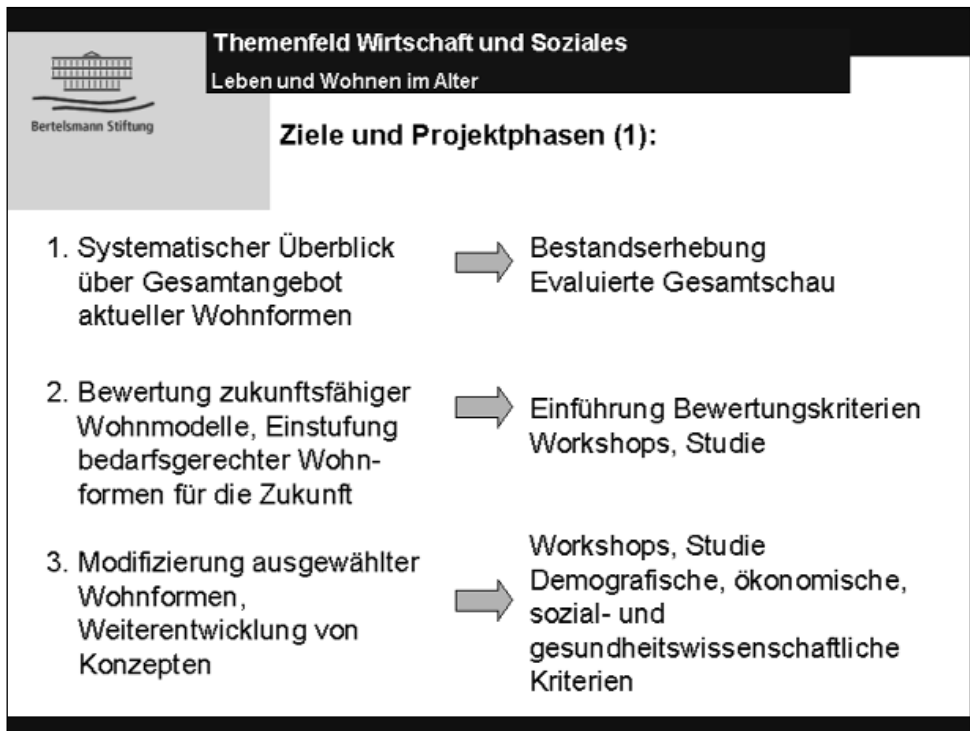 Themenfeld Wirtschaft und Soziales
Leben und Wohnen im Alter
Bertelsmann Stiftung
Ziele und Projektphasen (1):
1. Systematischer Überblick
über Gesamtangebot
aktueller Wohnformen
Bestandserhebung
Evaluierte Gesamtschau
2. Bewertung zukunftsfähiger
Wohnmodelle, Einstufung
bedarfsgerechter Wohn-
formen für die Zukunft
Einführung Bewertungskriterien
Workshops, Studie
3. Modifizierung ausgewählter
Wohnformen,
Weiterentwicklung von
Konzepten
Workshops, Studie
Demografische, ökonomische,
sozial- und
gesundheitswissenschaftliche
Kriterien